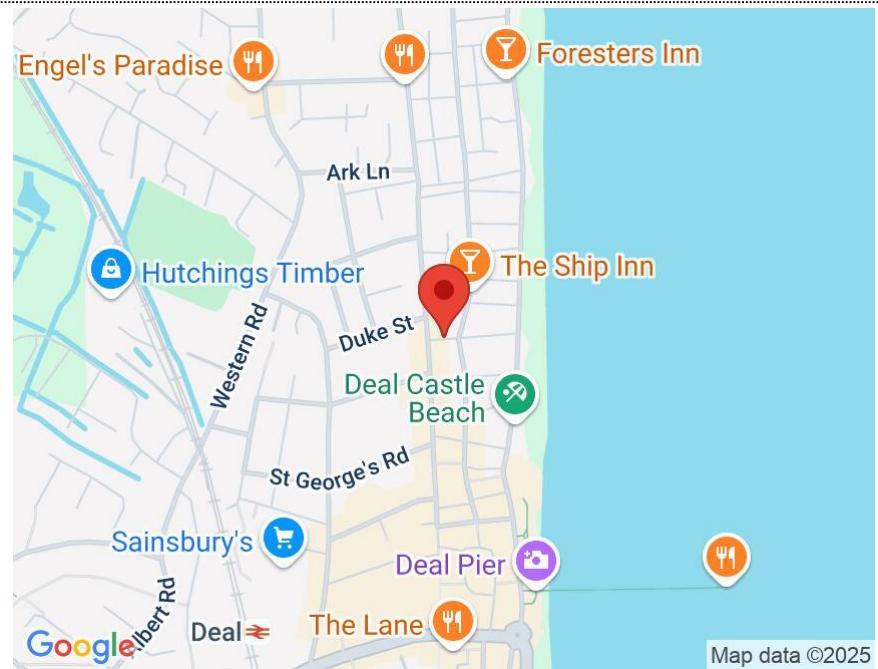 Engel's Paradise
Foresters Inn
Ark Ln
Hutchings Timber
The Ship Inn
Duke St
Western Rd
Deal Castle
Beach
St George's Rd
Sainsbury's
Deal Pier
Albert Rd
Deal
The Lane
Google
Map data ©2025